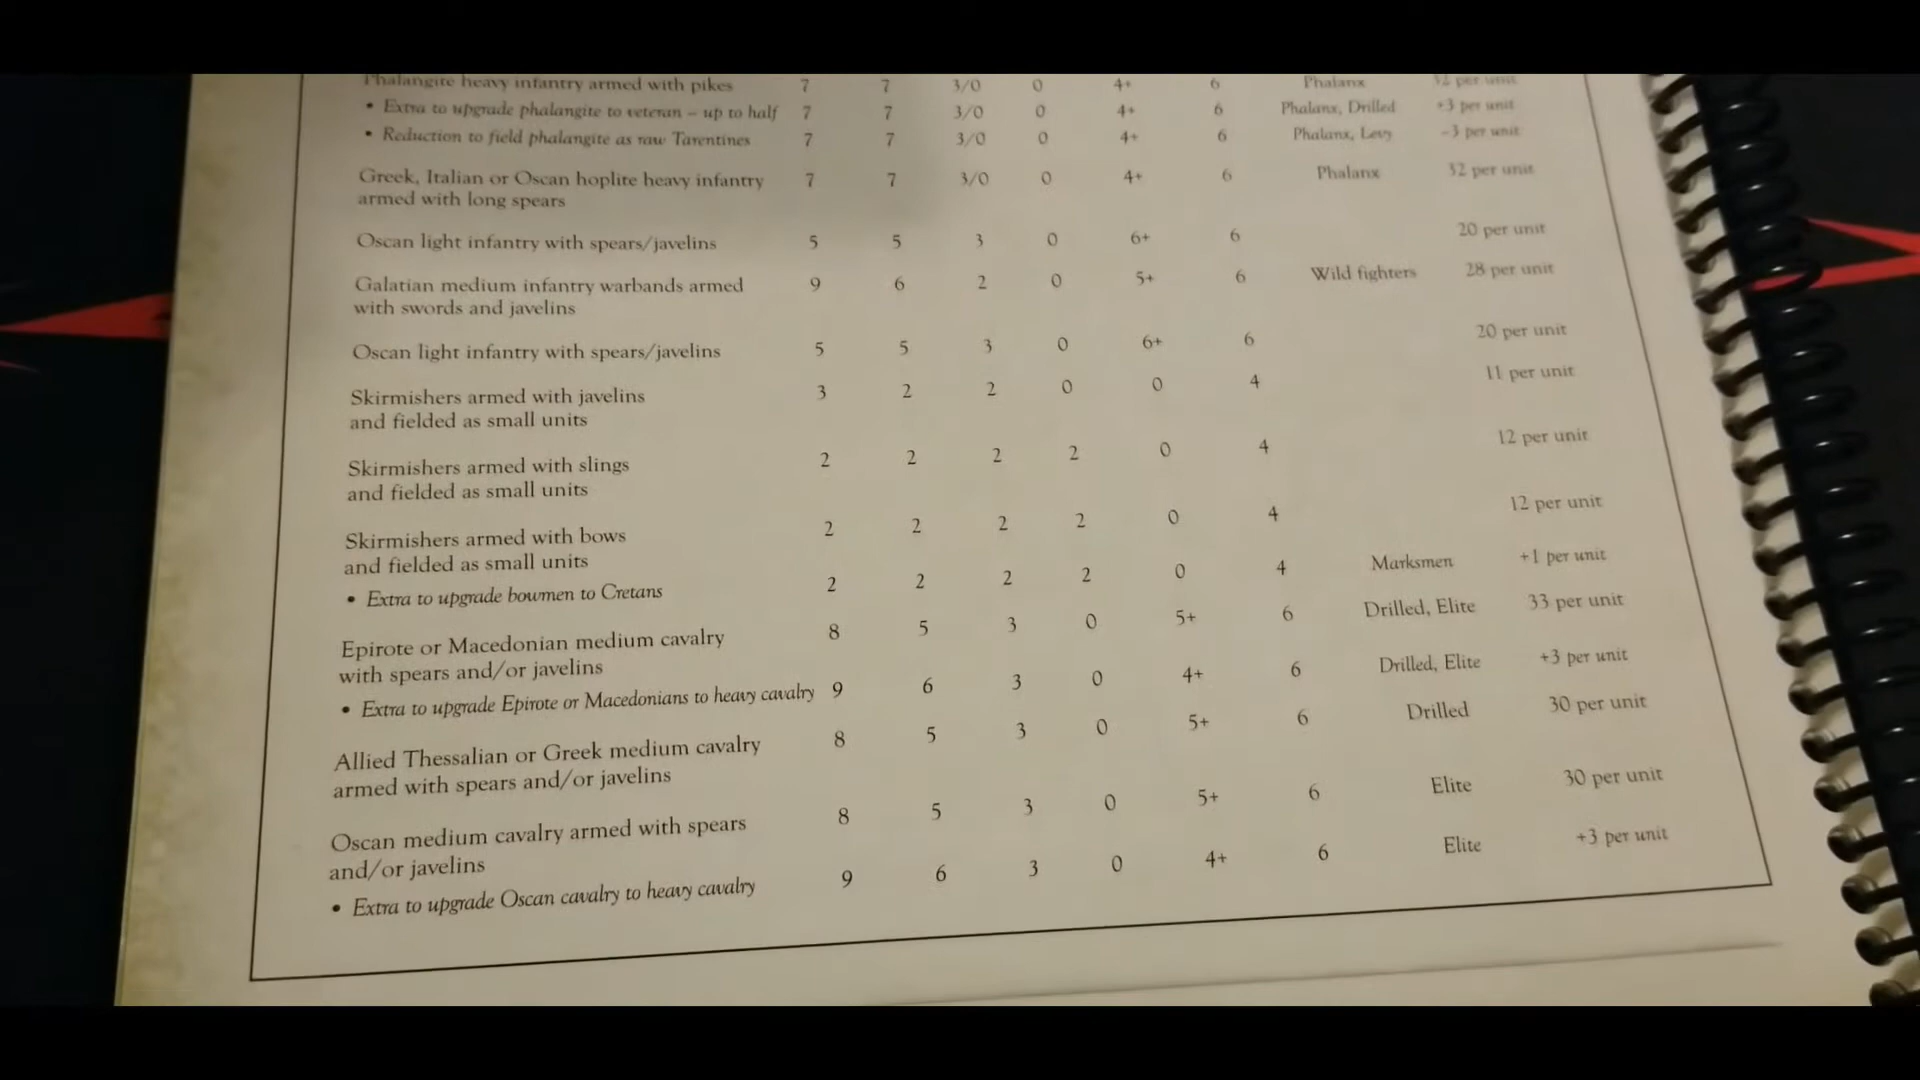 Phalangite heavy infantry armed with pikes 7 7 3/0 0 4+ 6 Phalanx 32 per unit
• Extra to upgrade phalangite to veteran – up to half 7 7 3/0 0 4+ 6 Phalanx, Drilled +3 per unit
• Reduction to field phalangite as raw Tarentines 7 7 3/0 0 4+ 6 Phalanx, Levy –3 per unit
Greek, Italian or Oscan hoplite heavy infantry 7 7 3/0 0 4+ 6 Phalanx 32 per unit
armed with long spears
Oscan light infantry with spears/javelins 5 5 3 0 6+ 6 20 per unit
Galatian medium infantry warbands armed 9 6 2 0 5+ 6 Wild fighters 28 per unit
with swords and javelins
Oscan light infantry with spears/javelins 5 5 3 0 6+ 6 20 per unit
Skirmishers armed with javelins 3 2 2 0 0 4 11 per unit
and fielded as small units
Skirmishers armed with slings 2 2 2 2 0 4 12 per unit
and fielded as small units
Skirmishers armed with bows 2 2 2 2 0 4 12 per unit
and fielded as small units
• Extra to upgrade bowmen to Cretans 2 2 2 2 0 4 Marksmen +1 per unit
Epirote or Macedonian medium cavalry 8 5 3 0 5+ 6 Drilled, Elite 33 per unit
with spears and/or javelins
• Extra to upgrade Epirote or Macedonians to heavy cavalry 9 6 3 0 4+ 6 Drilled, Elite +3 per unit
Allied Thessalian or Greek medium cavalry 8 5 3 0 5+ 6 Drilled 30 per unit
armed with spears and/or javelins
Oscan medium cavalry armed with spears 8 5 3 0 5+ 6 Elite 30 per unit
and/or javelins
• Extra to upgrade Oscan cavalry to heavy cavalry 9 6 3 0 4+ 6 Elite +3 per unit